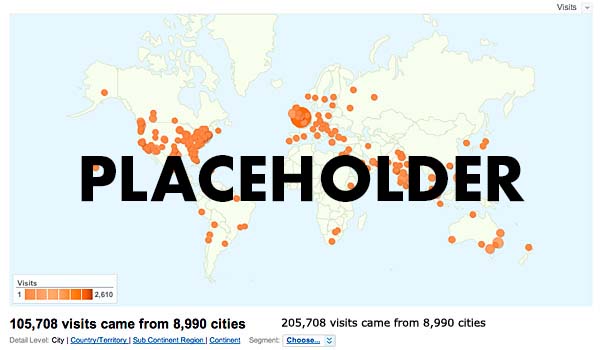 Visits
PLACEHOLDER
Visits
1 2,610
105,708 visits came from 8,990 cities 205,708 visits came from 8,990 cities
Detail Level: City | Country/Territory | Sub Continent Region | Continent Segment: Choose...